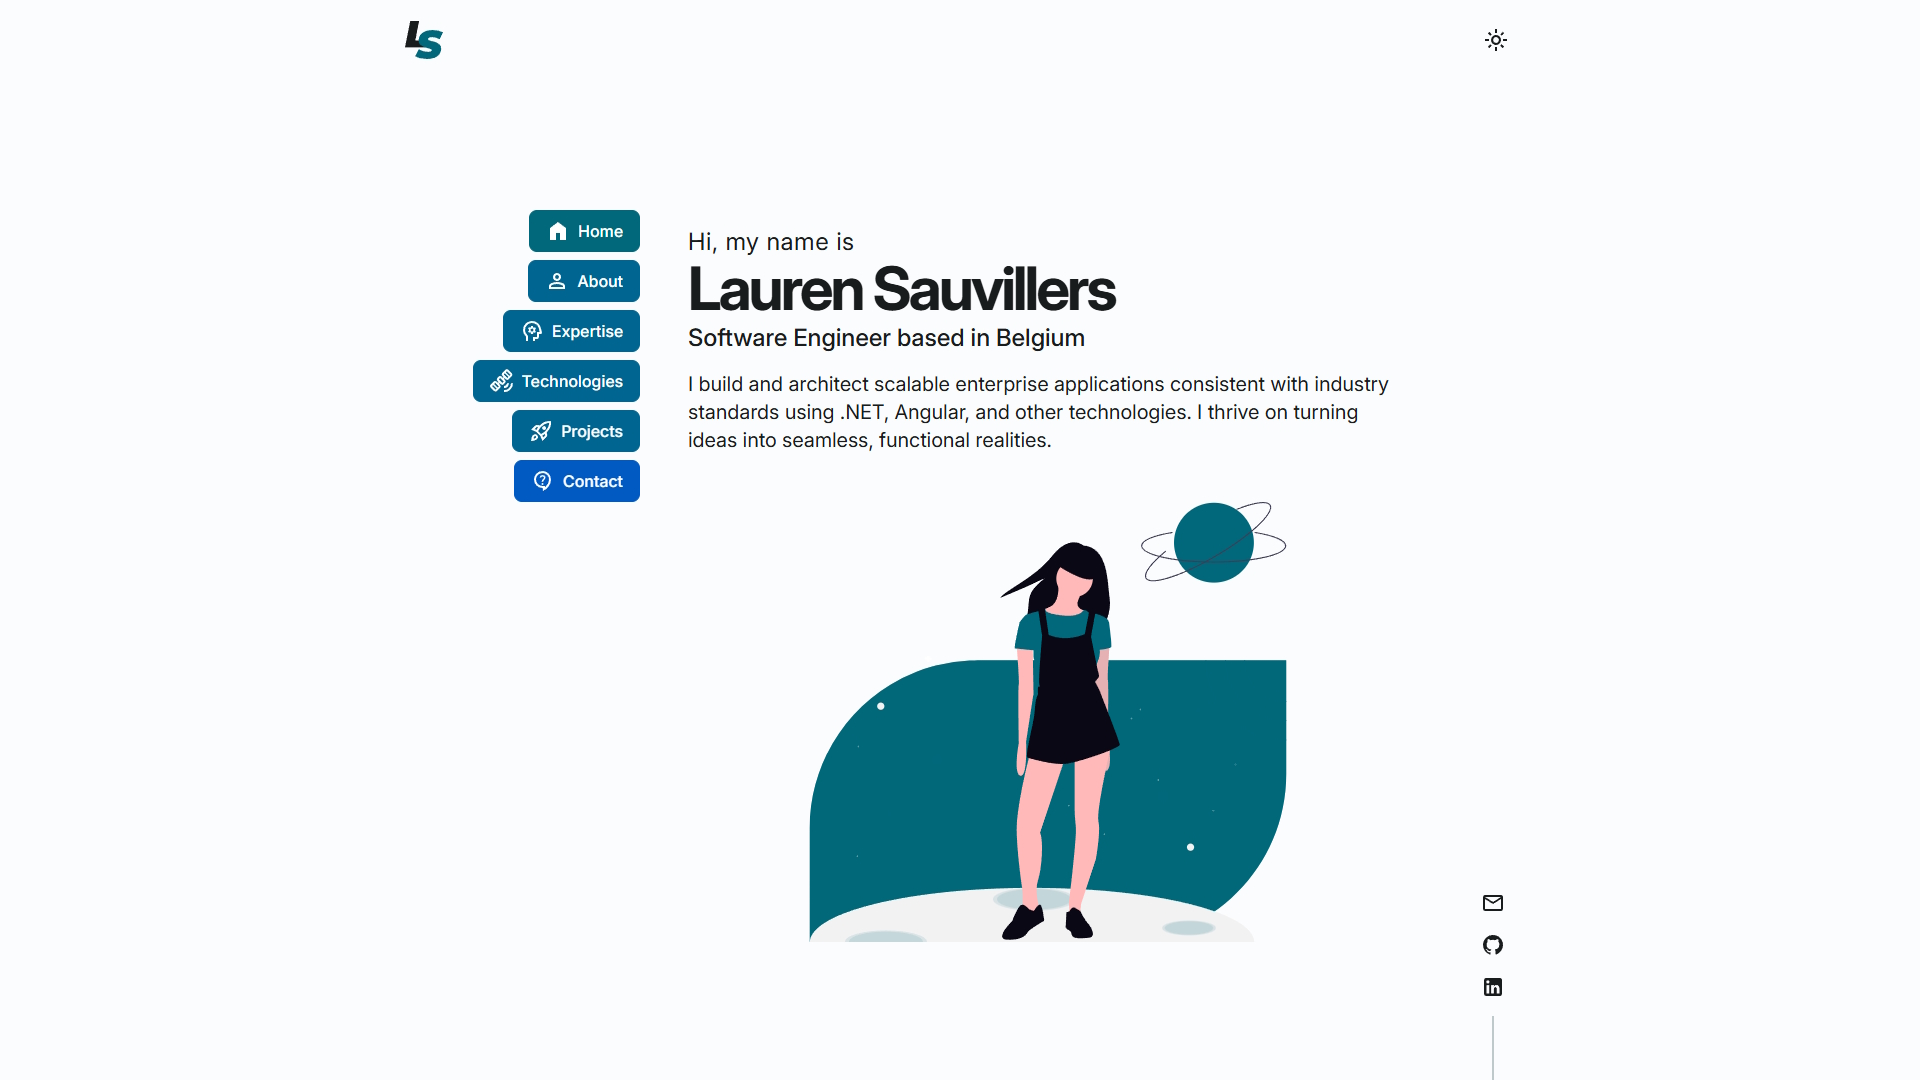 LS
Home
About
Expertise
Technologies
Projects
Contact
Hi, my name is
Lauren Sauvillers
Software Engineer based in Belgium
I build and architect scalable enterprise applications consistent with industry
standards using .NET, Angular, and other technologies. I thrive on turning
ideas into seamless, functional realities.
in